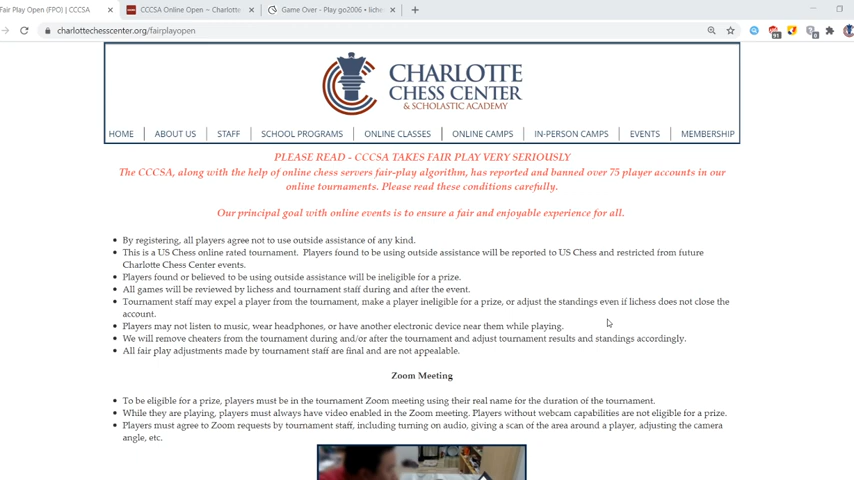 Fair Play Open (FPO) | CCCSA
CCCSA Online Open – Charlotte
Game Over - Play go2006 • liche
charlottechesscenter.org/fairplayopen
CHARLOTTE
CHESS CENTER
& SCHOLASTIC ACADEMY
HOME ABOUT US STAFF SCHOOL PROGRAMS ONLINE CLASSES ONLINE CAMPS IN-PERSON CAMPS EVENTS MEMBERSHIP
PLEASE READ - CCCSA TAKES FAIR PLAY VERY SERIOUSLY
The CCCSA, along with the help of online chess servers fair-play algorithm, has reported and banned over 75 player accounts in our
online tournaments. Please read these conditions carefully.
Our principal goal with online events is to ensure a fair and enjoyable experience for all.
• By registering, all players agree not to use outside assistance of any kind.
• This is a US Chess online rated tournament. Players found to be using outside assistance will be reported to US Chess and restricted from future
Charlotte Chess Center events.
• Players found or believed to be using outside assistance will be ineligible for a prize.
• All games will be reviewed by lichess and tournament staff during and after the event.
• Tournament staff may expel a player from the tournament, make a player ineligible for a prize, or adjust the standings even if lichess does not close the
account.
• Players may not listen to music, wear headphones, or have another electronic device near them while playing.
• We will remove cheaters from the tournament during and/or after the tournament and adjust tournament results and standings accordingly.
• All fair play adjustments made by tournament staff are final and are not appealable.
Zoom Meeting
• To be eligible for a prize, players must be in the tournament Zoom meeting using their real name for the duration of the tournament.
• While they are playing, players must always have video enabled in the Zoom meeting. Players without webcam capabilities are not eligible for a prize.
• Players must agree to Zoom requests by tournament staff, including turning on audio, giving a scan of the area around a player, adjusting the camera
angle, etc.